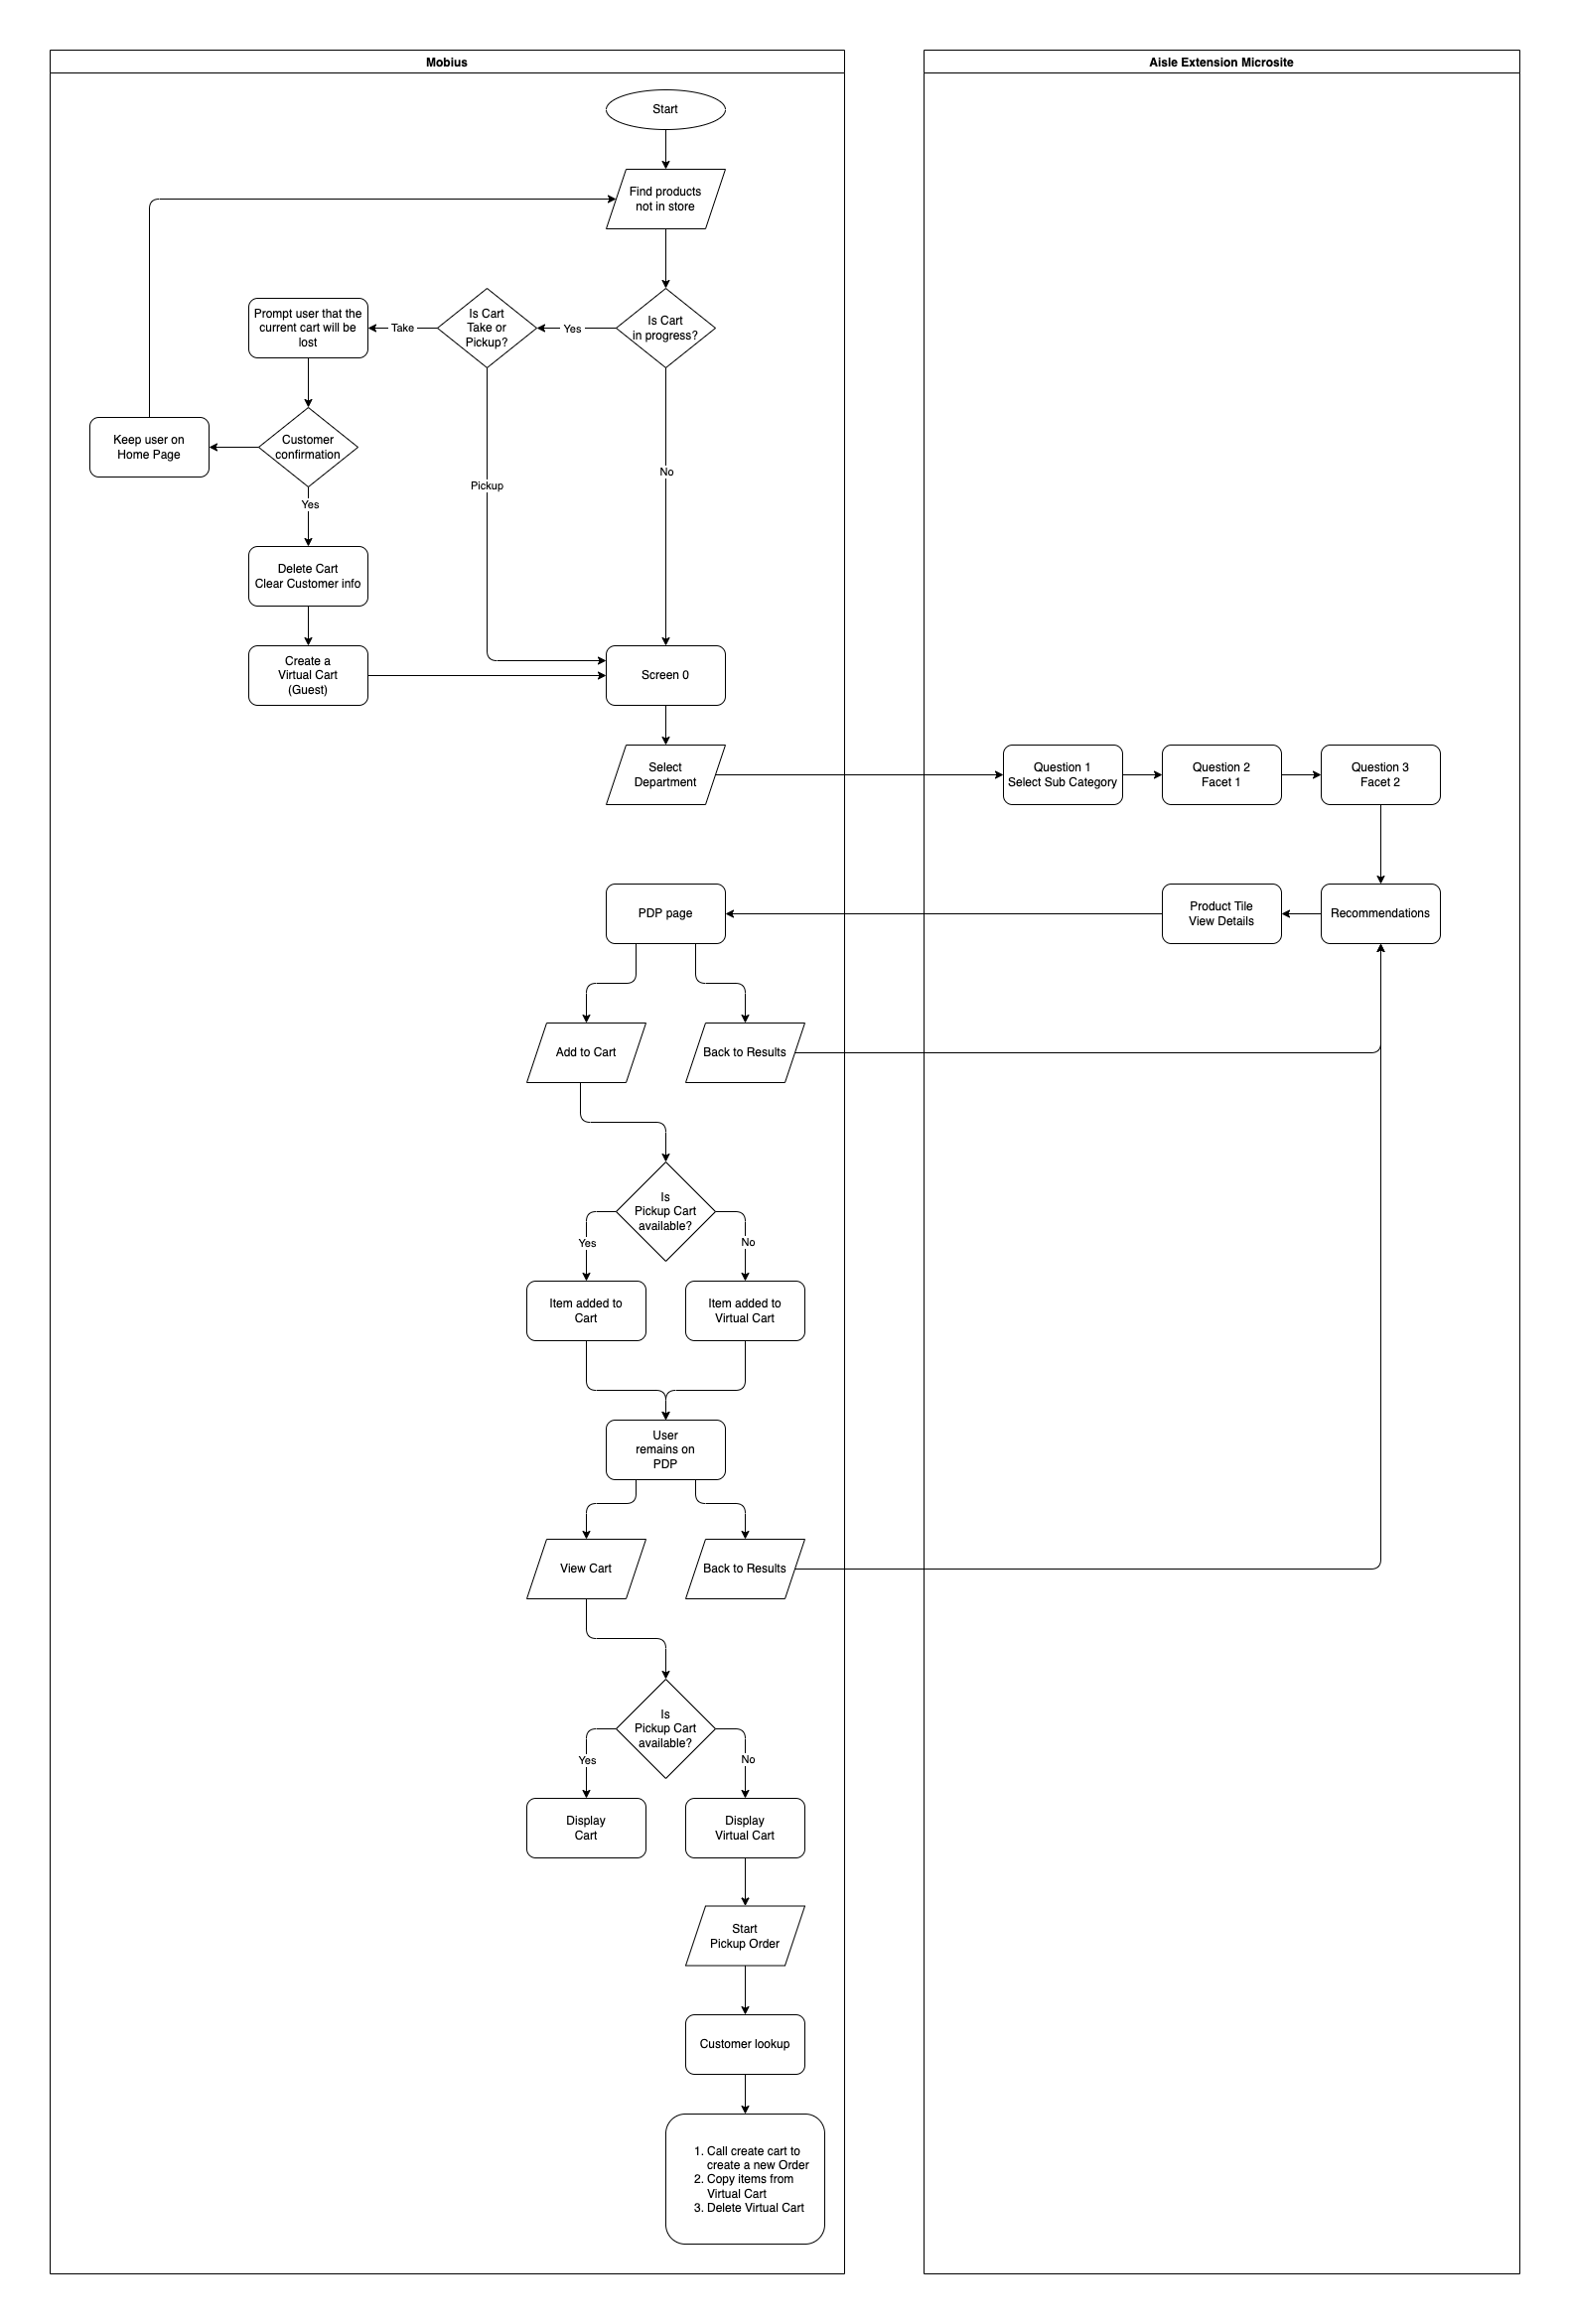 Mobius
Aisle Extension Microsite
Start
Find products
not in store
Prompt user that the
current cart will be
lost
Take
Is Cart
Take or
Pickup?
Yes
Is Cart
in progress?
Keep user on
Home Page
Customer
confirmation
Pickup
No
Yes
Delete Cart
Clear Customer info
Create a
Virtual Cart
(Guest)
Screen 0
Select
Department
Question 1
Select Sub Category
Question 2
Facet 1
Question 3
Facet 2
PDP page
Product Tile
View Details
Recommendations
Add to Cart
Back to Results
Is
Pickup Cart
available?
Yes
No
Item added to
Cart
Item added to
Virtual Cart
User
remains on
PDP
View Cart
Back to Results
Is
Pickup Cart
available?
Yes
No
Display
Cart
Display
Virtual Cart
Start
Pickup Order
Customer lookup
1. Call create cart to
create a new Order
2. Copy items from
Virtual Cart
3. Delete Virtual Cart